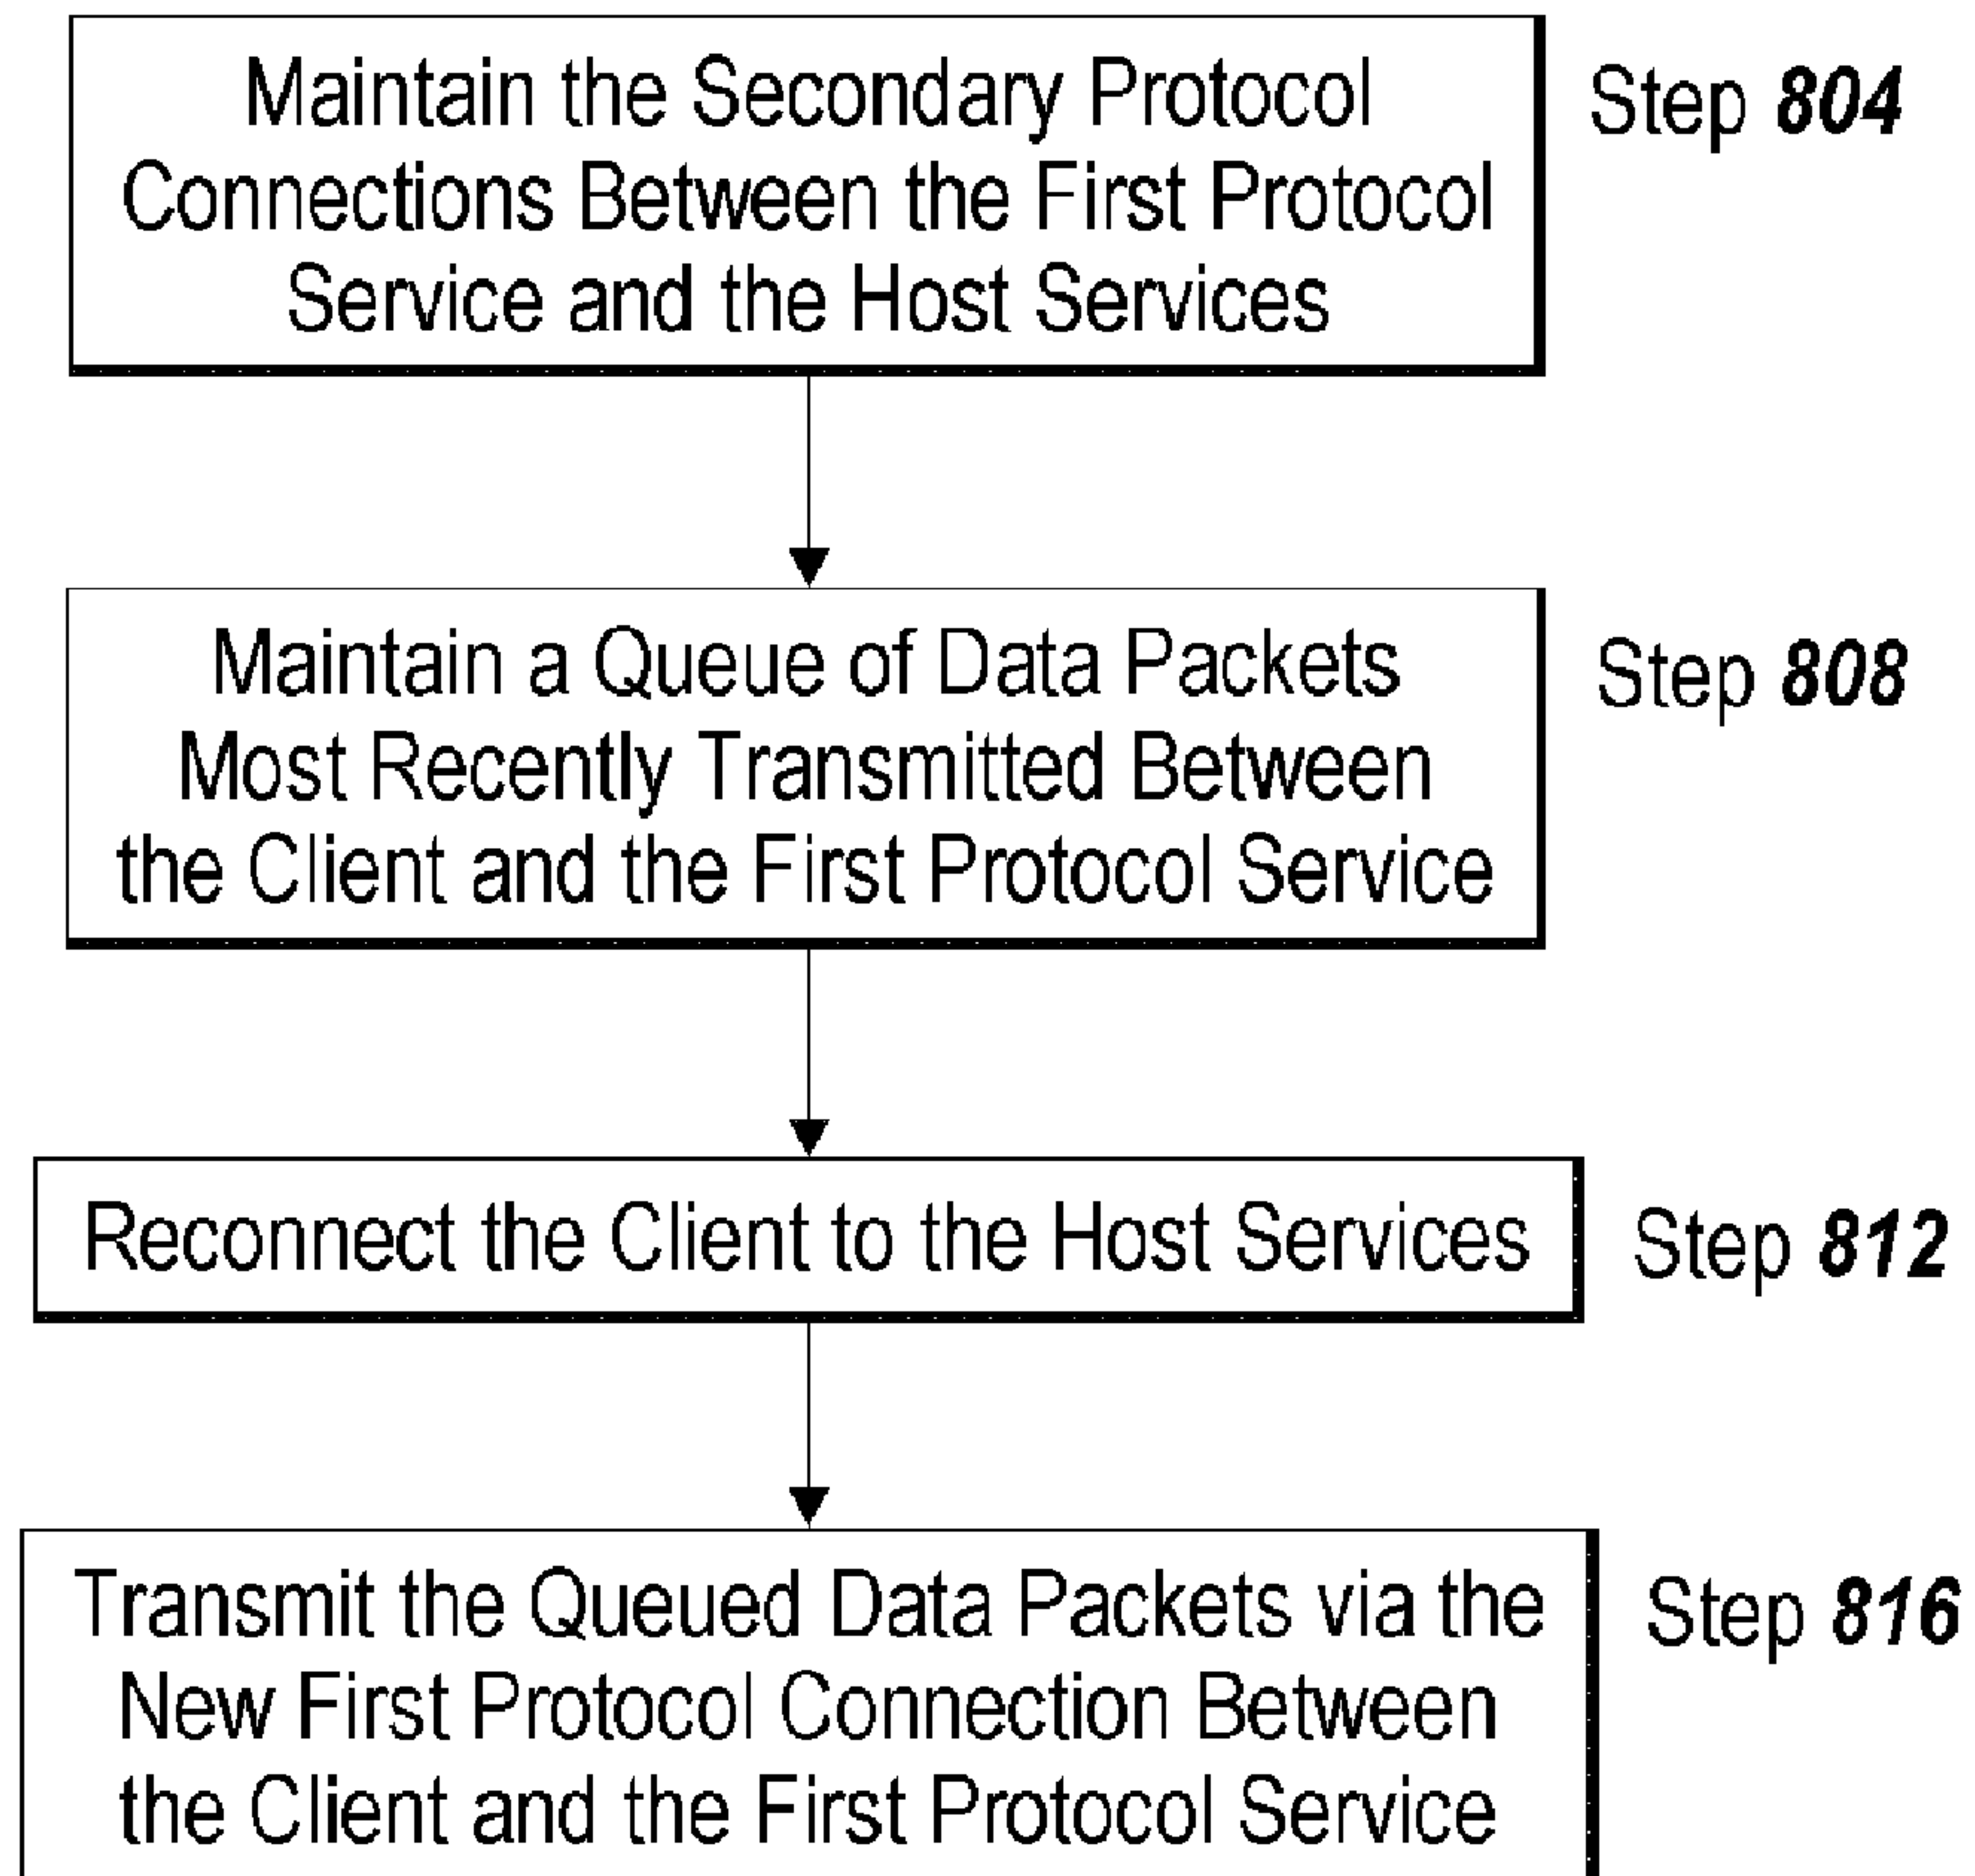 Maintain the Secondary Protocol
Connections Between the First Protocol
Service and the Host Services
Step 804
Maintain a Queue of Data Packets
Most Recently Transmitted Between
the Client and the First Protocol Service
Step 808
Reconnect the Client to the Host Services
Step 812
Transmit the Queued Data Packets via the
New First Protocol Connection Between
the Client and the First Protocol Service
Step 816